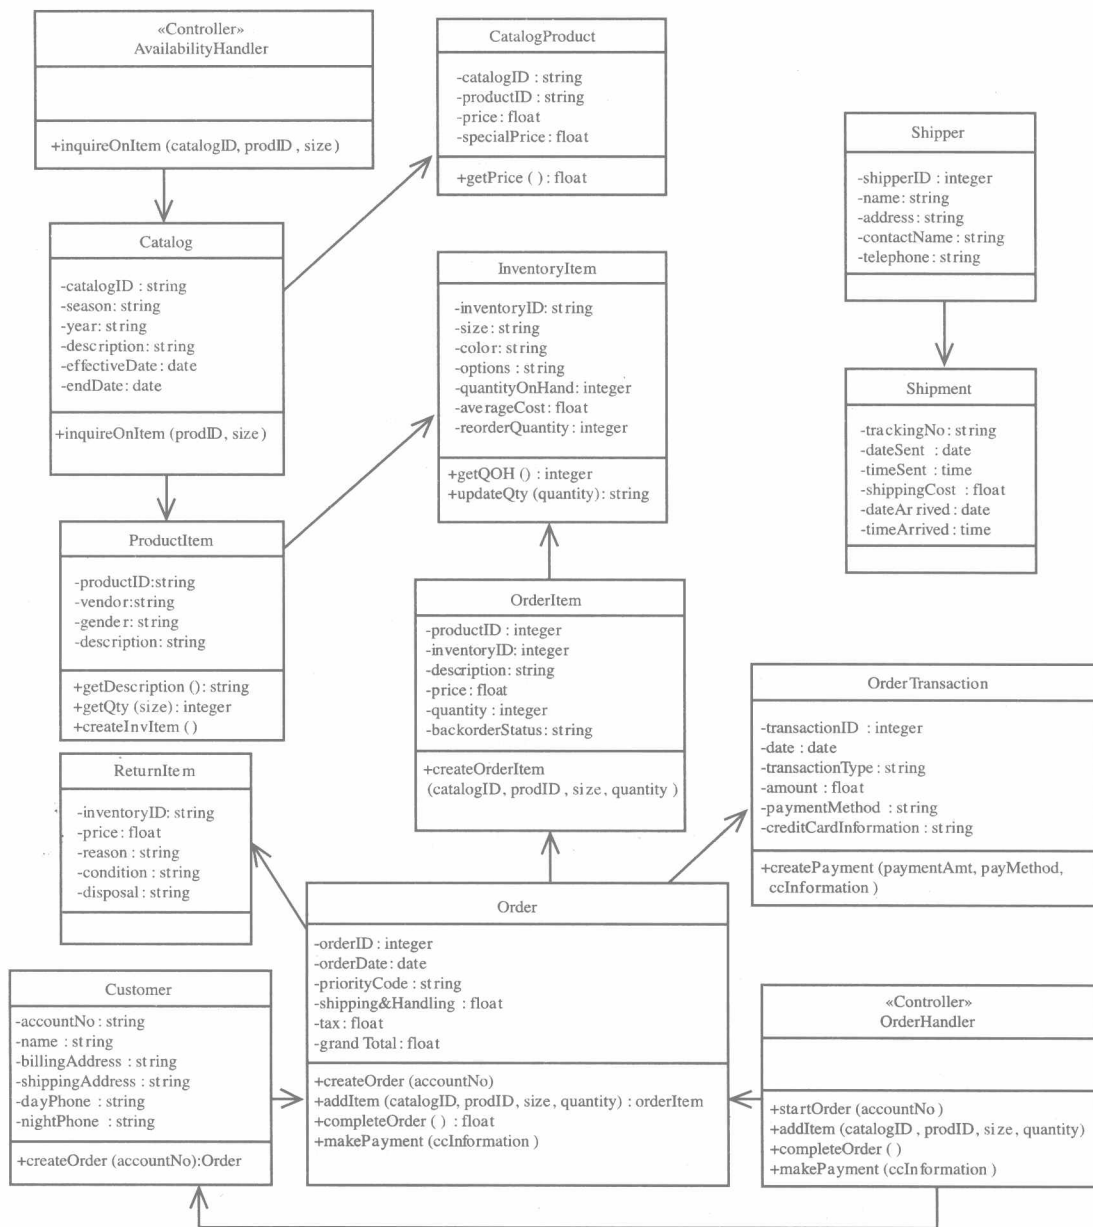 «Controller»
AvailabilityHandler
+inquireOnItem (catalogID, prodID , size)
CatalogProduct
-catalogID : string
-productID : string
-price : float
-specialPrice : float
+getPrice ( ) : float
Shipper
-shipperID : integer
-name: string
-address : string
-contactName : string
-telephone : string
Catalog
-catalogID : string
-season: string
-year: string
-description: string
-effectiveDate : date
-endDate: date
+inquireOnItem (prodID , size)
InventoryItem
-inventoryID: string
-size : string
-color : string
-options : string
-quantityOnHand: integer
-averageCost : float
-reorderQuantity : integer
+getQOH ( ) : integer
+updateQty (quantity) : string
Shipment
-trackingNo: string
-dateSent : date
-timeSent : time
-shippingCost : float
-dateArrived : date
-timeArrived : time
ProductItem
-productID:string
-vendor:string
-gender: string
-description: string
+getDescription (): string
+getQty (size) : integer
+createInvItem ( )
OrderItem
-productID : integer
-inventoryID: integer
-description: string
-price : float
-quantity : integer
-backorderStatus: string
+createOrderItem
(catalogID, prodID , size , quantity )
OrderTransaction
-transactionID : integer
-date : date
-transactionType : string
-amount : float
-paymentMethod : string
-creditCardInformation : string
+createPayment (paymentAmt, payMethod,
ccInformation )
ReturnItem
-inventoryID: string
-price : float
-reason : string
-condition : string
-disposal : string
Order
-orderID : integer
-orderDate: date
-priorityCode : string
-shipping&Handling : float
-tax : float
-grand Total : float
+createOrder (accountNo)
+addItem (catalogID, prodID , size , quantity) : orderItem
+completeOrder ( ) : float
+makePayment (ccInformation )
Customer
-accountNo : string
-name : string
-billingAddress : string
-shippingAddress : string
-dayPhone : string
-nightPhone : string
+createOrder (accountNo):Order
«Controller»
OrderHandler
+startOrder (accountNo )
+addItem (catalogID , prodID , size , quantity)
+completeOrder ( )
+makePayment (ccInformation )